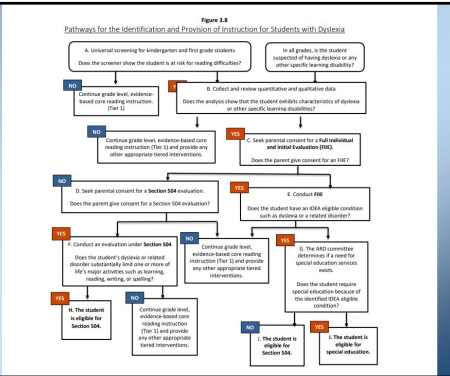 Figure 3.8
Pathways for the Identification and Provision of Instruction for Students with Dyslexia
A. Universal screening for kindergarten and first grade students
Does the screener show the student is at risk for reading difficulties?
In all grades, is the student
suspected of having dyslexia or any
other specific learning disability?
NO
Continue grade level, evidence-
based core reading instruction.
(Tier 1)
Y
B. Collect and review quantitative and qualitative data
Does the analysis show that the student exhibits characteristics of dyslexia
or other specific learning disabilities?
NO
Continue grade level, evidence-based core
reading instruction (Tier 1) and provide any
other appropriate tiered interventions.
YES
C. Seek parental consent for a Full Individual
and Initial Evaluation (FIIE).
Does the parent give consent for an FIIE?
NO
D. Seek parental consent for a Section 504 evaluation.
Does the parent give consent for a Section 504 evaluation?
YES
E. Conduct FIIE
Does the student have an IDEA eligible condition
such as dyslexia or a related disorder?
YES
F. Conduct an evaluation under Section 504
Does the student's dyslexia or related
disorder substantially limit one or more of
life's major activities such as learning,
reading, writing, or spelling?
NO
Continue grade level,
evidence-based core reading
instruction (Tier 1) and provide
any other appropriate tiered
interventions.
YES
G. The ARD committee
determines if a need for
special education services
exists.
Does the student require
special education because of
the identified IDEA eligible
condition?
YES
H. The student
is eligible for
Section 504.
NO
Continue grade level,
evidence-based core
reading instruction
(Tier 1) and provide
any other appropriate
tiered interventions.
NO
J. The student is
eligible for
Section 504.
YES
I. The student is
eligible for
special education.